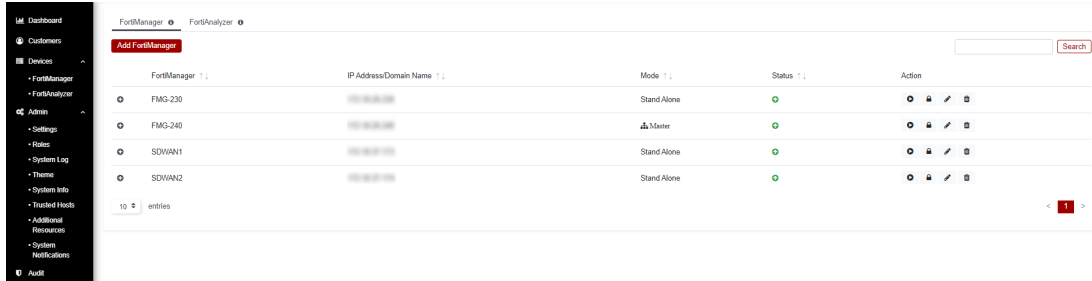 Dashboard
Customers
Devices
• FortiManager
• FortiAnalyzer
Admin
• Settings
• Roles
• System Log
• Theme
• System Info
• Trusted Hosts
• Additional
Resources
• System
Notifications
Audit
FortiManager FortiAnalyzer
Add FortiManager Search
FortiManager ↑↓ IP Address/Domain Name ↑↓ Mode ↑↓ Status ↑↓ Action
FMG-230 Stand Alone
FMG-240 Master
SDWAN1 Stand Alone
SDWAN2 Stand Alone
10 entries < 1 >